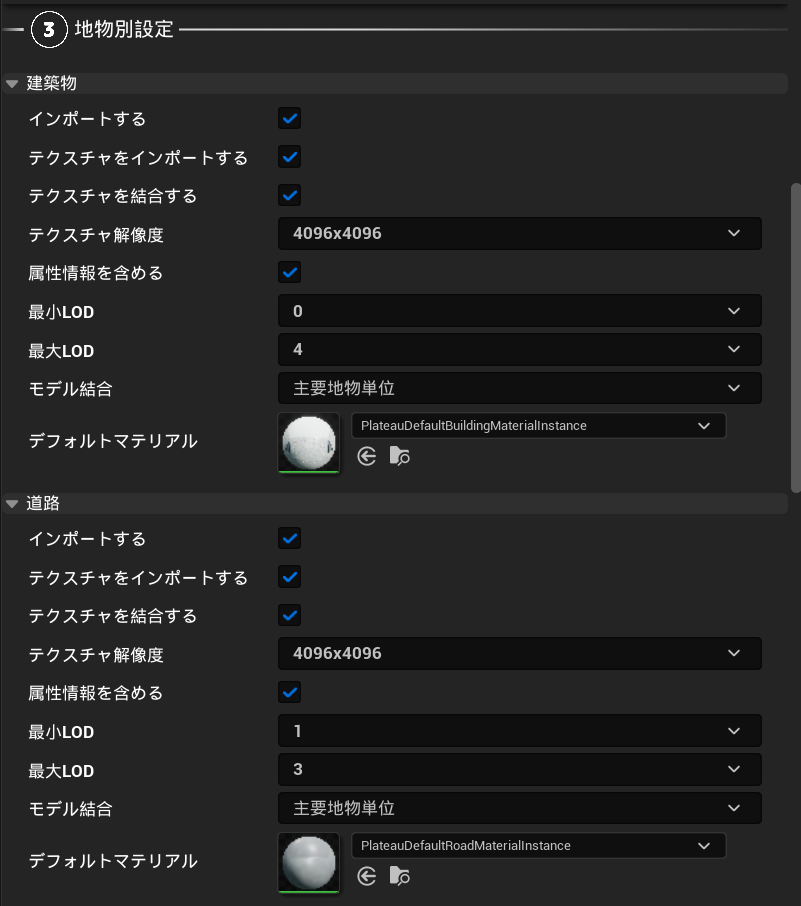 3 地物別設定
建築物
インポートする
テクスチャをインポートする
テクスチャを結合する
テクスチャ解像度 4096x4096
属性情報を含める
最小LOD 0
最大LOD 4
モデル結合 主要地物単位
デフォルトマテリアル PlateauDefaultBuildingMaterialInstance
道路
インポートする
テクスチャをインポートする
テクスチャを結合する
テクスチャ解像度 4096x4096
属性情報を含める
最小LOD 1
最大LOD 3
モデル結合 主要地物単位
デフォルトマテリアル PlateauDefaultRoadMaterialInstance